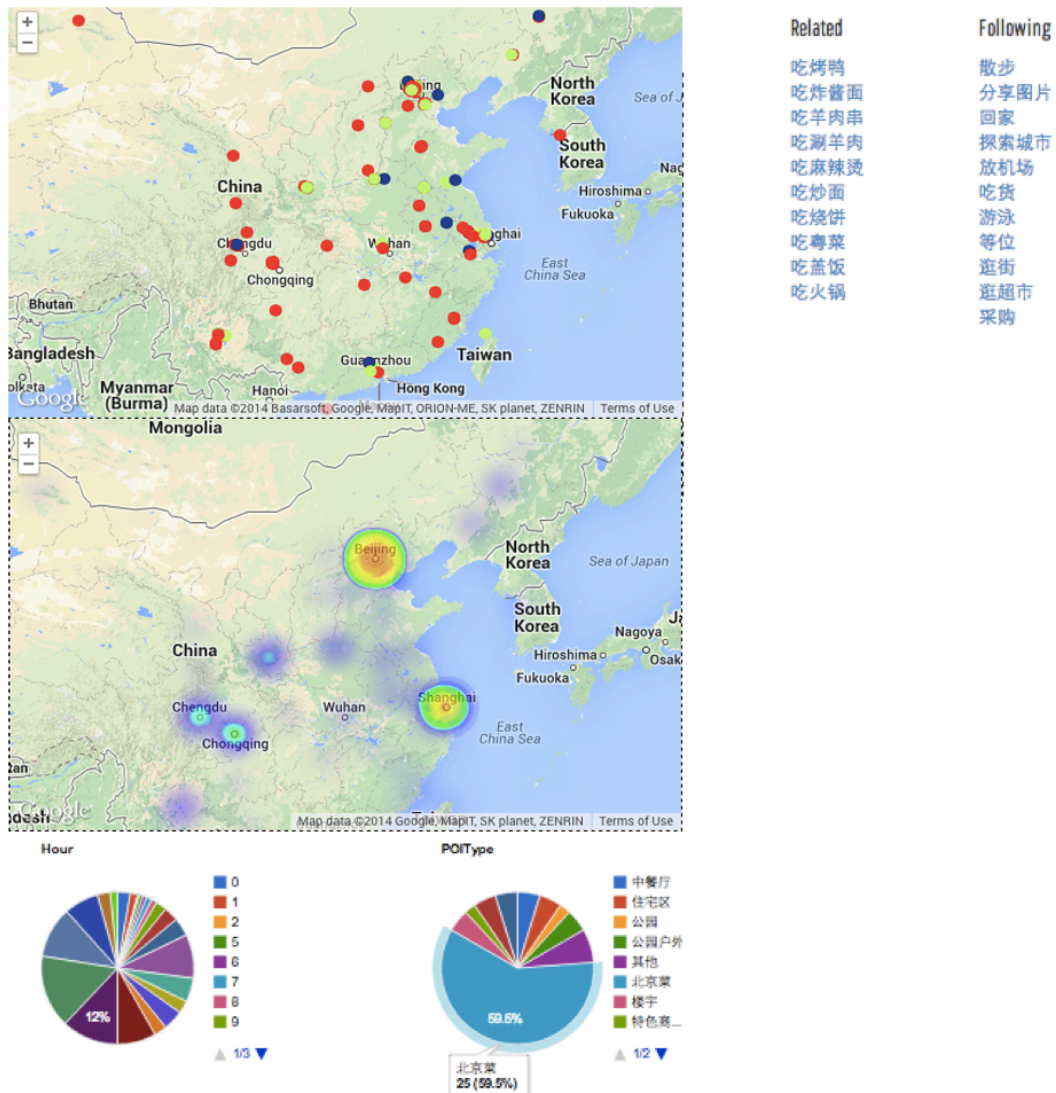 Related
吃烤鸭
吃炸酱面
吃羊肉串
吃涮羊肉
吃麻辣烫
吃炒面
吃烧饼
吃粤菜
吃盖饭
吃火锅
Following
散步
分享图片
回家
探索城市
放机场
吃货
游泳
等位
逛街
逛超市
采购
North
Korea
Sea of J
South
Korea
Nag
China
Hiroshima
Fukuoka
Chongqing
East
China Sea
Bhutan
Bangladesh
Taiwan
Myanmar
(Burma)
Hanoi
Hong Kong
Google
Map data ©2014 Basarsoft, Google, MapIT, ORION-ME, SK planet, ZENRIN
Terms of Use
Mongolia
Beijing
North
Korea
Sea of Japan
South
Korea
Nagoya
China
Hiroshima
Osak
Fukuoka
Shanghai
Chengdu
Wuhan
Chongqing
East
China Sea
desh
Google
Map data ©2014 Google, MapIT, SK planet, ZENRIN
Terms of Use
Hour
12%
0
1
2
5
6
7
8
9
1/3
POIType
59.5%
北京菜
25 (59.5%)
中餐厅
住宅区
公园
公园户外
其他
北京菜
楼宇
特色商...
1/2